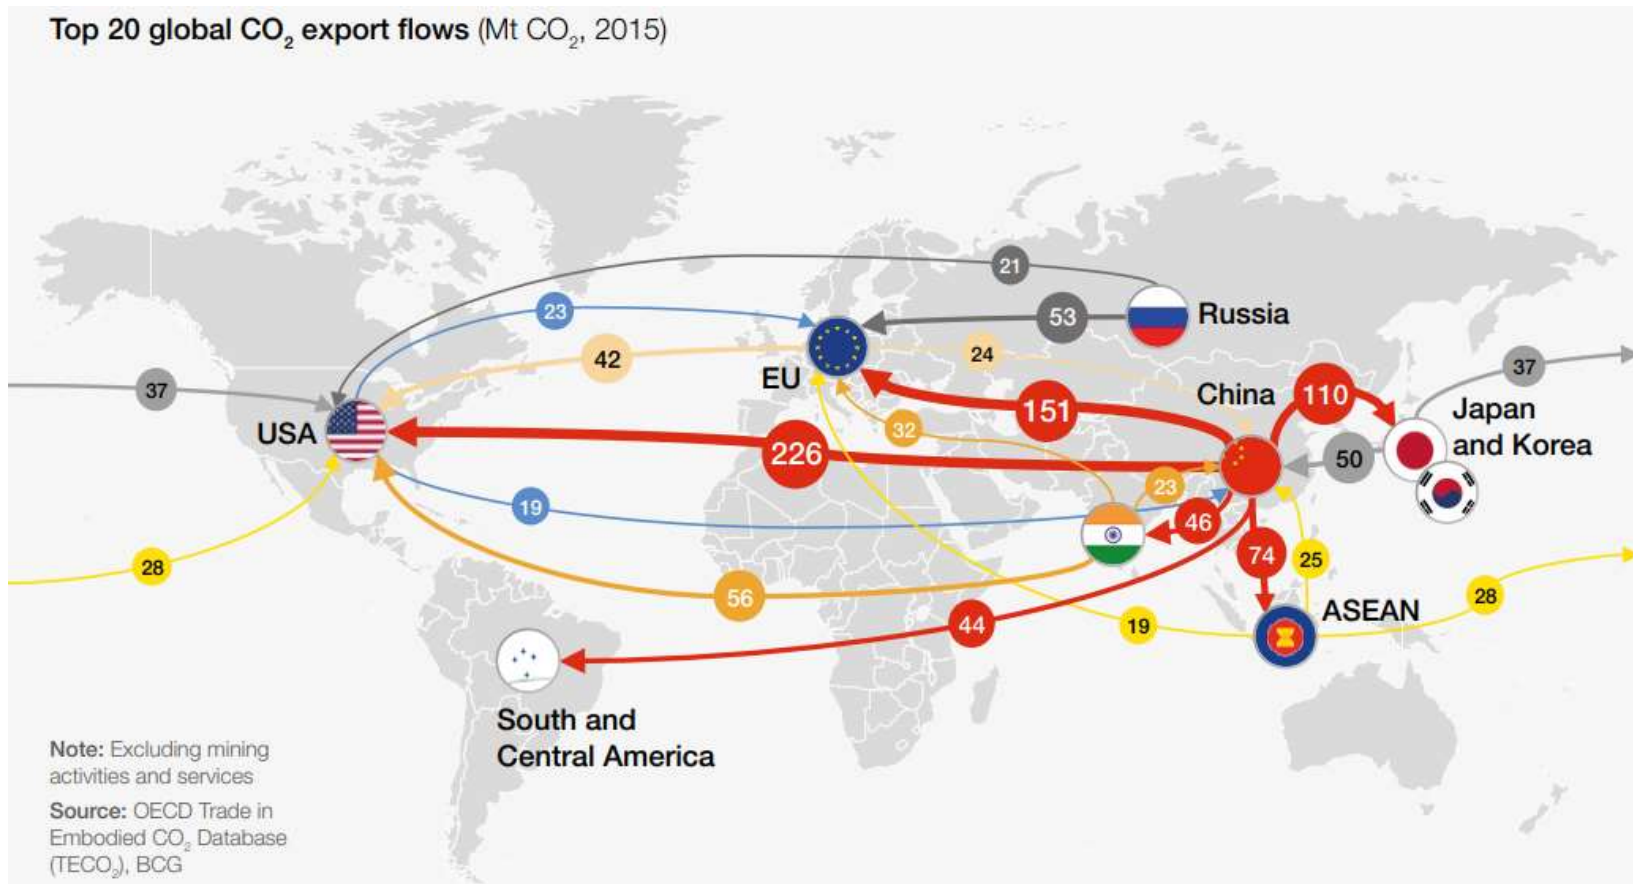 Top 20 global CO₂ export flows (Mt CO₂, 2015)
21
23
53
Russia
42
24
37
EU
China
110
37
Japan
and Korea
151
USA
32
226
50
23
19
46
28
74
25
56
28
ASEAN
44
19
South and
Central America
Note: Excluding mining
activities and services
Source: OECD Trade in
Embodied CO₂ Database
(TECO₂), BCG